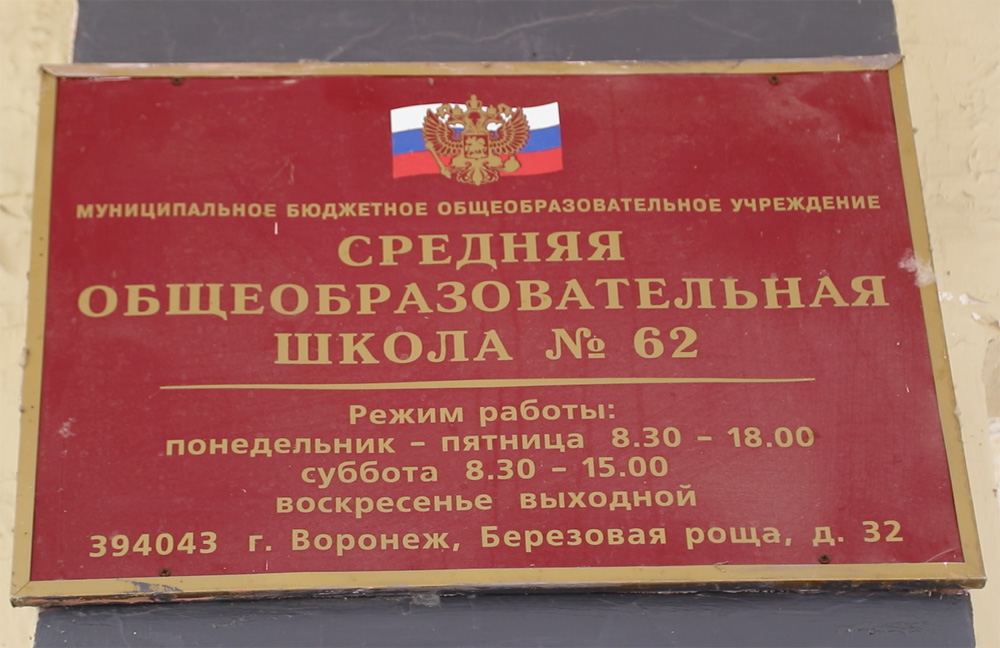 МУНИЦИПАЛЬНОЕ БЮДЖЕТНОЕ ОБЩЕОБРАЗОВАТЕЛЬНОЕ УЧРЕЖДЕНИЕ
СРЕДНЯЯ
ОБЩЕОБРАЗОВАТЕЛЬНАЯ
ШКОЛА № 62
Режим работы:
понедельник – пятница 8.30 – 18.00
суббота 8.30 – 15.00
воскресенье выходной
394043 г. Воронеж, Березовая роща, д. 32